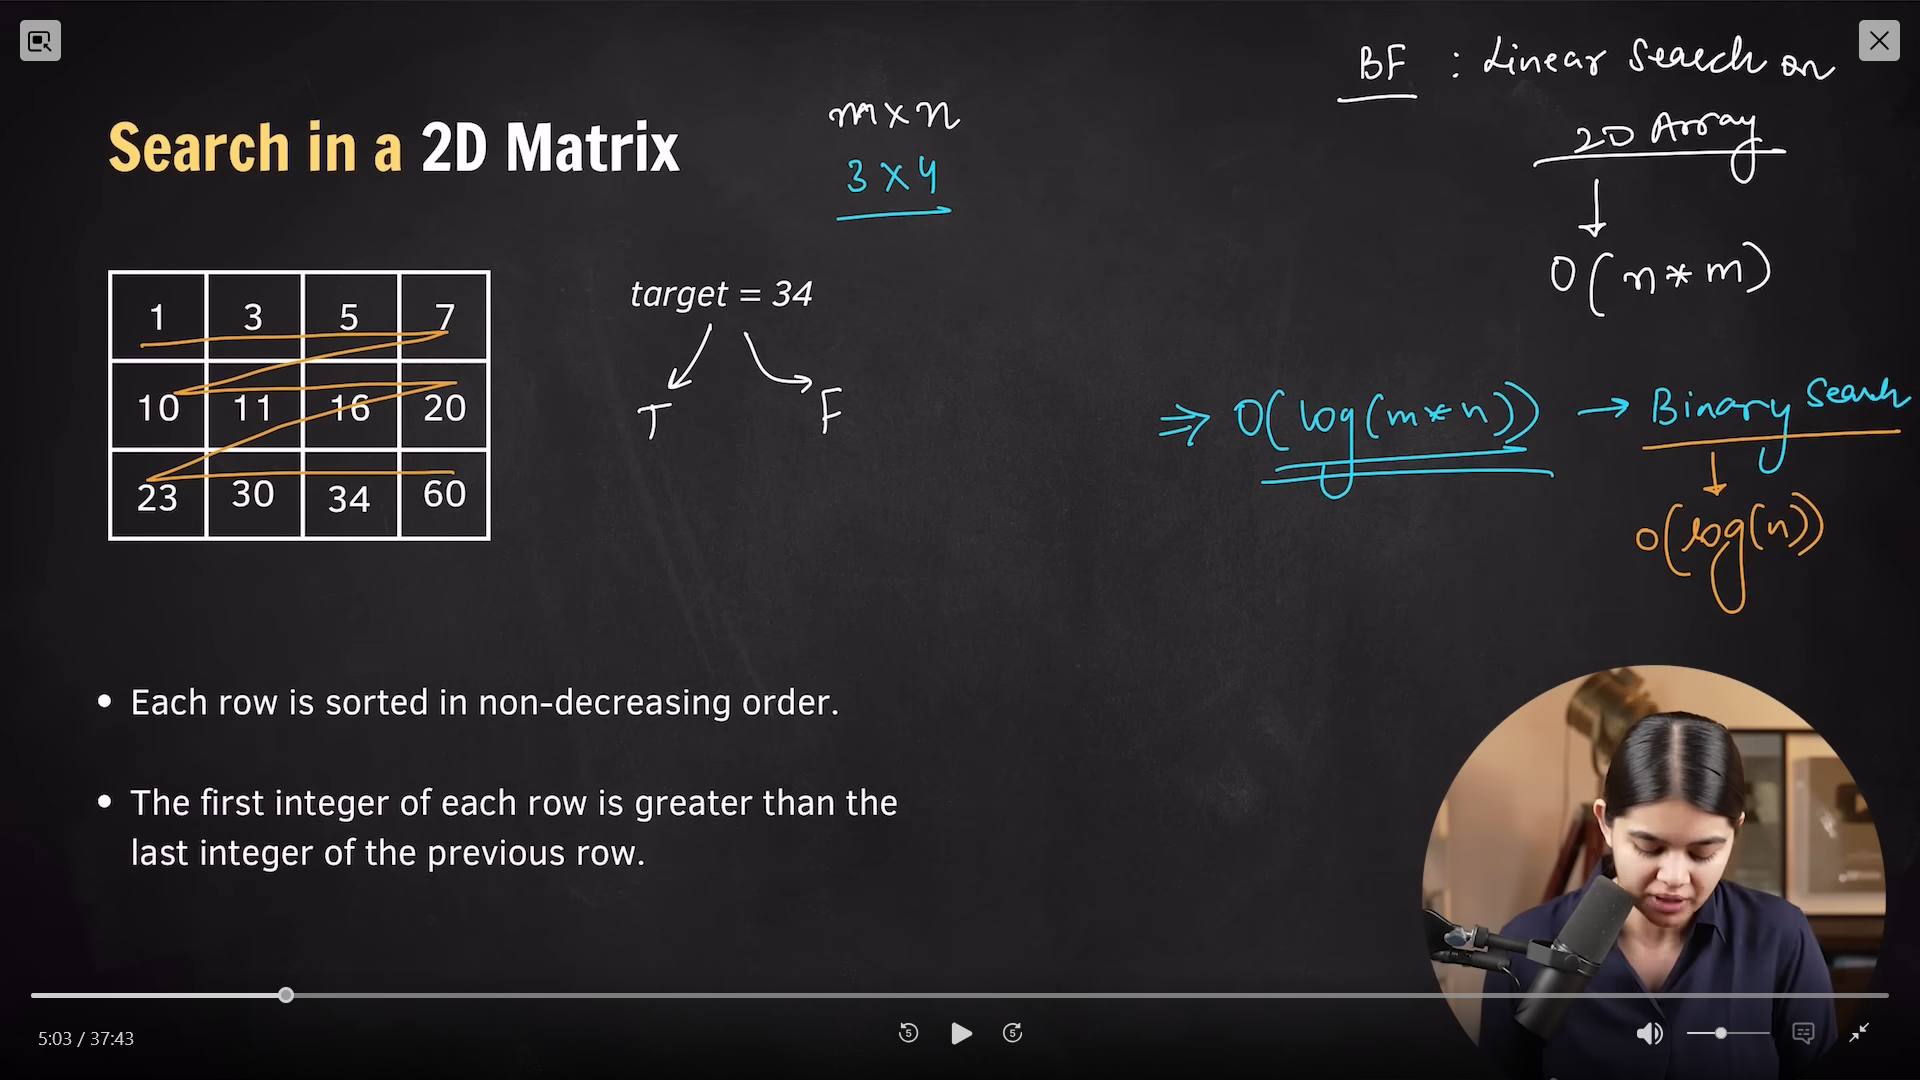 BF : Linear Search on
2D Array
O(n*m)
Search in a 2D Matrix
m x n
3 x 4
1 3 5 7
10 11 16 20
23 30 34 60
target = 34
T F
⇒ O(log(m*n)) → Binary Search
O(log(n))
• Each row is sorted in non-decreasing order.
• The first integer of each row is greater than the
last integer of the previous row.
5:03 / 37:43
5
5